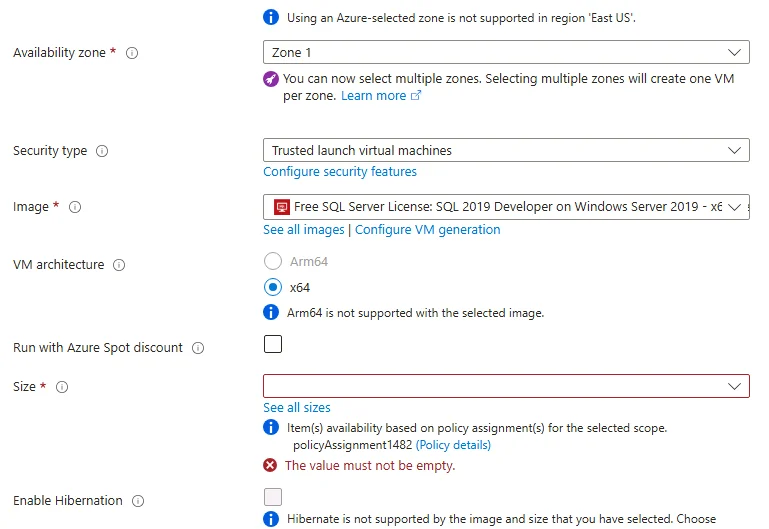 Using an Azure-selected zone is not supported in region 'East US'.
Availability zone *
Zone 1
You can now select multiple zones. Selecting multiple zones will create one VM
per zone. Learn more
Security type
Trusted launch virtual machines
Configure security features
Image *
Free SQL Server License: SQL 2019 Developer on Windows Server 2019 - x6
See all images | Configure VM generation
VM architecture
Arm64
x64
Arm64 is not supported with the selected image.
Run with Azure Spot discount
Size *
See all sizes
Item(s) availability based on policy assignment(s) for the selected scope.
policyAssignment1482 (Policy details)
The value must not be empty.
Enable Hibernation
Hibernate is not supported by the image and size that you have selected. Choose